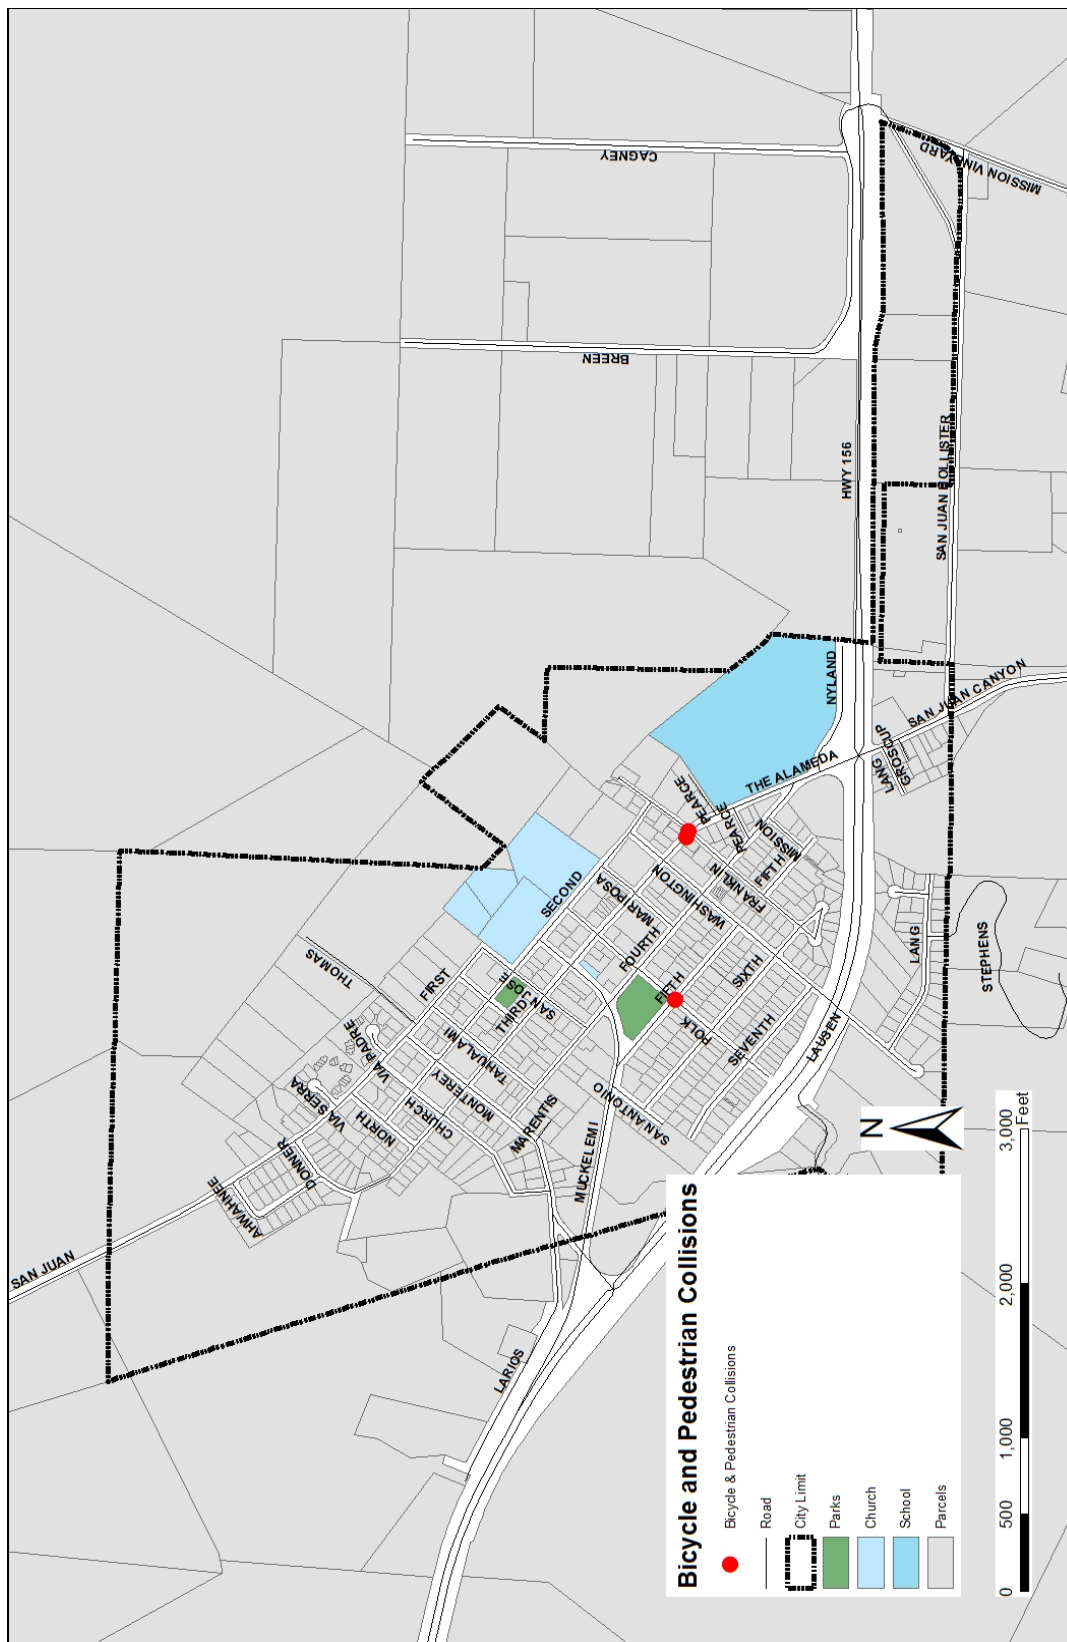 SAN JUAN
AHWAHNEE
DONNER
VIA SERRA
VIA PADRE
THOMAS
NORTH
CHURCH
MONTEREY
TAHUALAMI
FIRST
THIRD
SAN JOSE
SECOND
MARIPOSA
FOURTH
WASHINGTON
FRANKLIN
FIFTH
MISSION
PEARCE
PEARCE
THE ALAMEDA
NYLAND
FIFTH
SIXTH
POLK
SEVENTH
SAN ANTONIO
MARENTIS
MUCKELEMI
LARIOS
LAUSEN
LANG
STEPHENS
LANG
GROSCUP
SAN JUAN CANYON
SAN JUAN HOLLISTER
HWY 156
BREEN
CAGNEY
MISSION VINEYARD
Bicycle and Pedestrian Collisions
Bicycle & Pedestrian Collisions
Road
City Limit
Parks
Church
School
Parcels
N
0 500 1,000 2,000 3,000
Feet